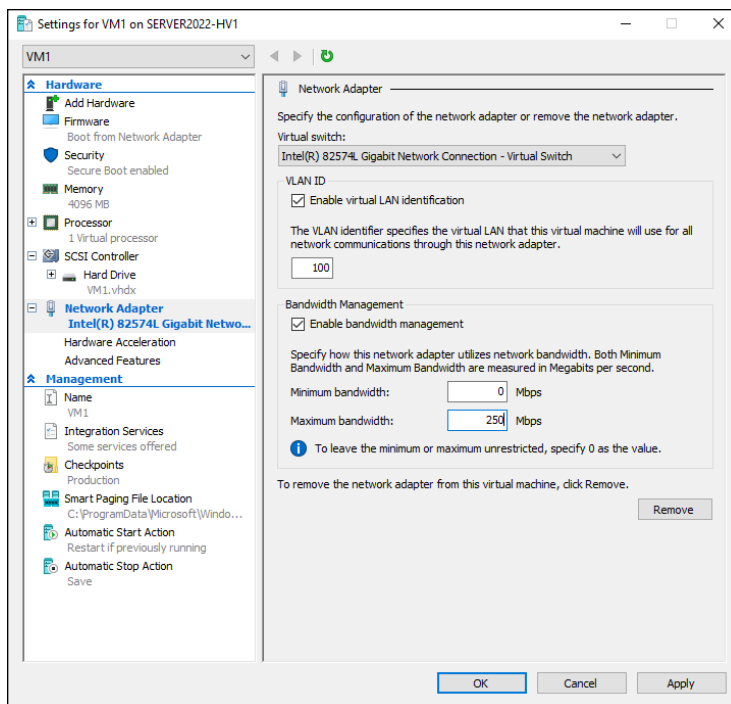 Settings for VM1 on SERVER2022-HV1
VM1
Hardware
Add Hardware
Firmware
Boot from Network Adapter
Security
Secure Boot enabled
Memory
4096 MB
Processor
1 Virtual processor
SCSI Controller
Hard Drive
VM1.vhdx
Network Adapter
Intel(R) 82574L Gigabit Netwo...
Hardware Acceleration
Advanced Features
Management
Name
VM1
Integration Services
Some services offered
Checkpoints
Production
Smart Paging File Location
C:\ProgramData\Microsoft\Windo...
Automatic Start Action
Restart if previously running
Automatic Stop Action
Save
Network Adapter
Specify the configuration of the network adapter or remove the network adapter.
Virtual switch:
Intel(R) 82574L Gigabit Network Connection - Virtual Switch
VLAN ID
Enable virtual LAN identification
The VLAN identifier specifies the virtual LAN that this virtual machine will use for all
network communications through this network adapter.
100
Bandwidth Management
Enable bandwidth management
Specify how this network adapter utilizes network bandwidth. Both Minimum
Bandwidth and Maximum Bandwidth are measured in Megabits per second.
Minimum bandwidth: 0 Mbps
Maximum bandwidth: 250 Mbps
To leave the minimum or maximum unrestricted, specify 0 as the value.
To remove the network adapter from this virtual machine, click Remove.
Remove
OK Cancel Apply